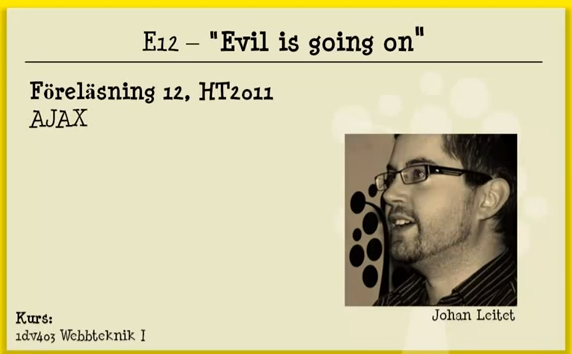 E12 – "Evil is going on"
Föreläsning 12, HT2011
AJAX
Johan Leitet
Kurs:
1dv403 Webbteknik I